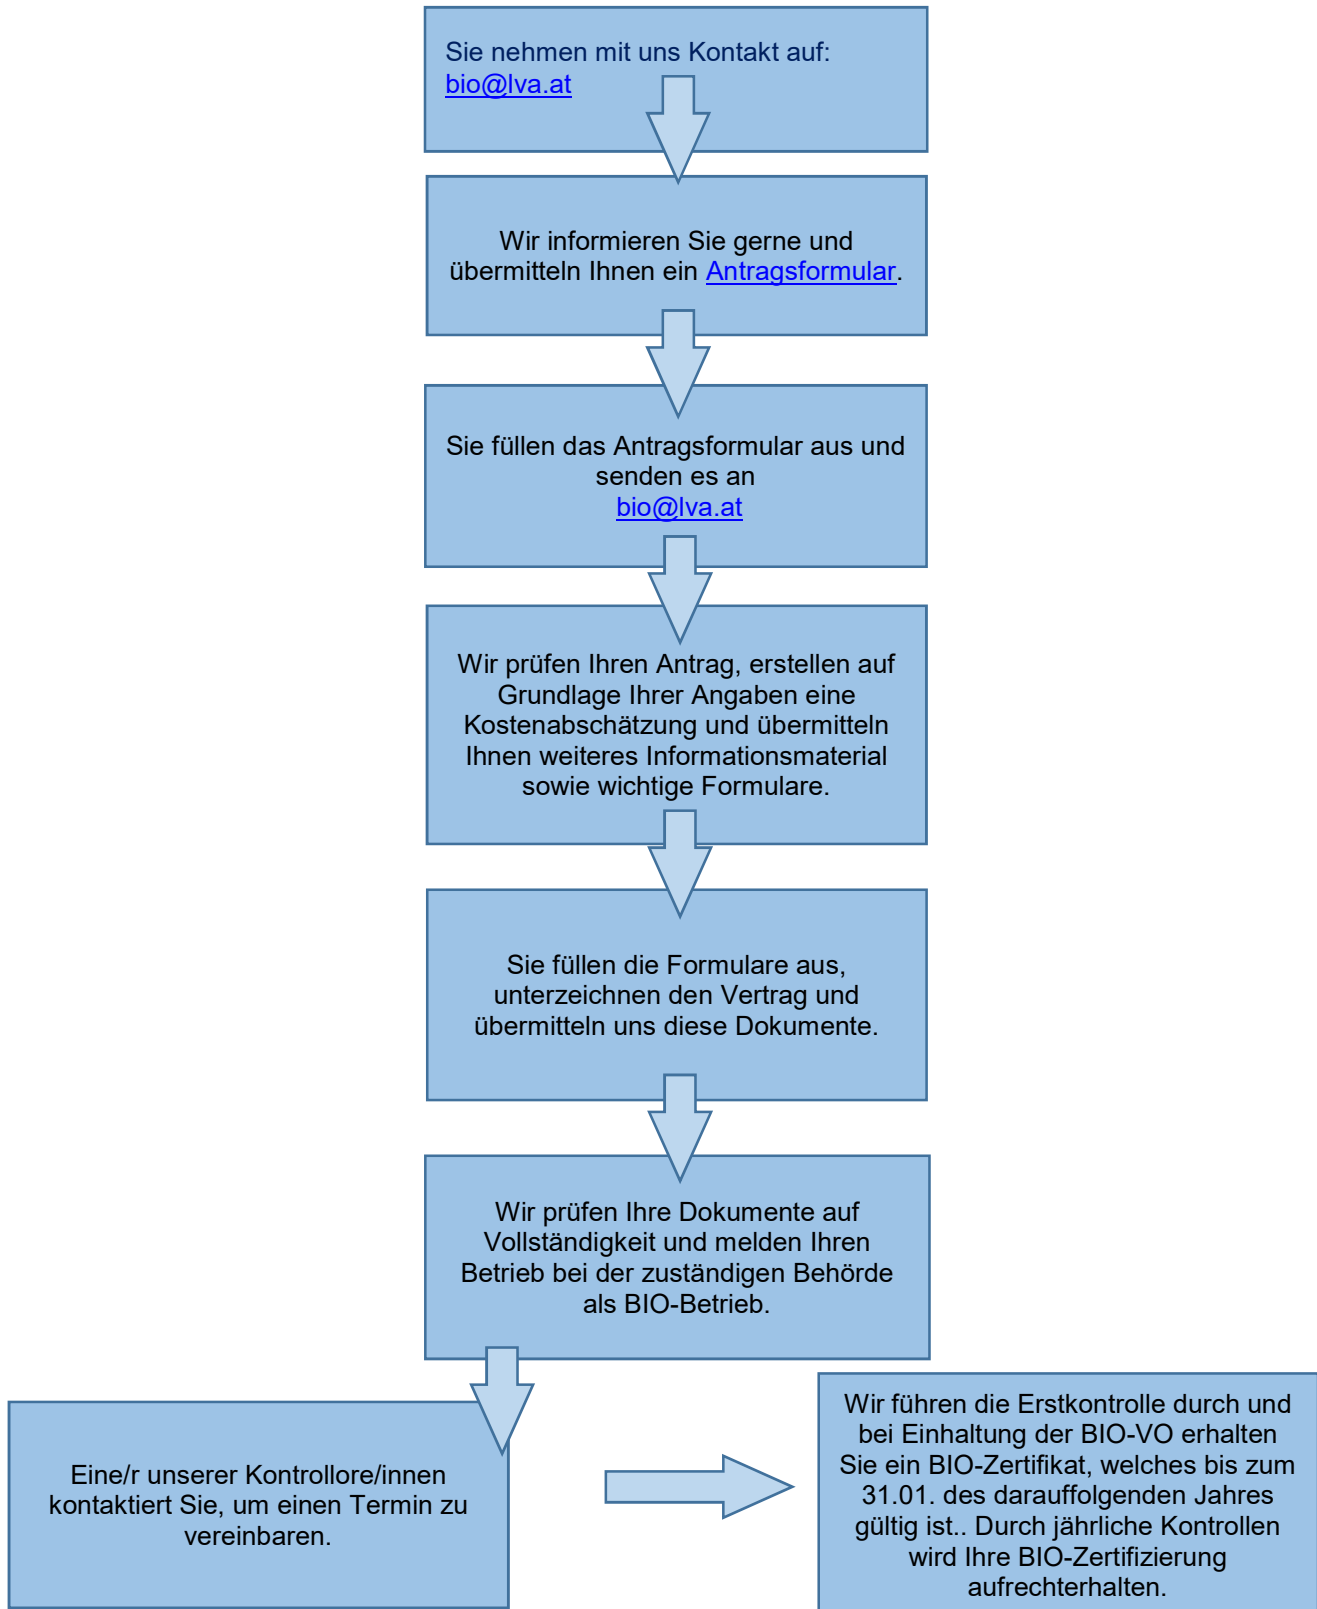 Sie nehmen mit uns Kontakt auf:
bio@lva.at
Wir informieren Sie gerne und
übermitteln Ihnen ein Antragsformular.
Sie füllen das Antragsformular aus und
senden es an
bio@lva.at
Wir prüfen Ihren Antrag, erstellen auf
Grundlage Ihrer Angaben eine
Kostenabschätzung und übermitteln
Ihnen weiteres Informationsmaterial
sowie wichtige Formulare.
Sie füllen die Formulare aus,
unterzeichnen den Vertrag und
übermitteln uns diese Dokumente.
Wir prüfen Ihre Dokumente auf
Vollständigkeit und melden Ihren
Betrieb bei der zuständigen Behörde
als BIO-Betrieb.
Eine/r unserer Kontrollore/innen
kontaktiert Sie, um einen Termin zu
vereinbaren.
Wir führen die Erstkontrolle durch und
bei Einhaltung der BIO-VO erhalten
Sie ein BIO-Zertifikat, welches bis zum
31.01. des darauffolgenden Jahres
gültig ist.. Durch jährliche Kontrollen
wird Ihre BIO-Zertifizierung
aufrechterhalten.